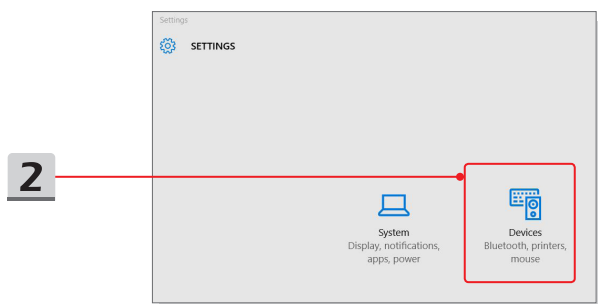 Settings
SETTINGS
2
System
Display, notifications,
apps, power
Devices
Bluetooth, printers,
mouse